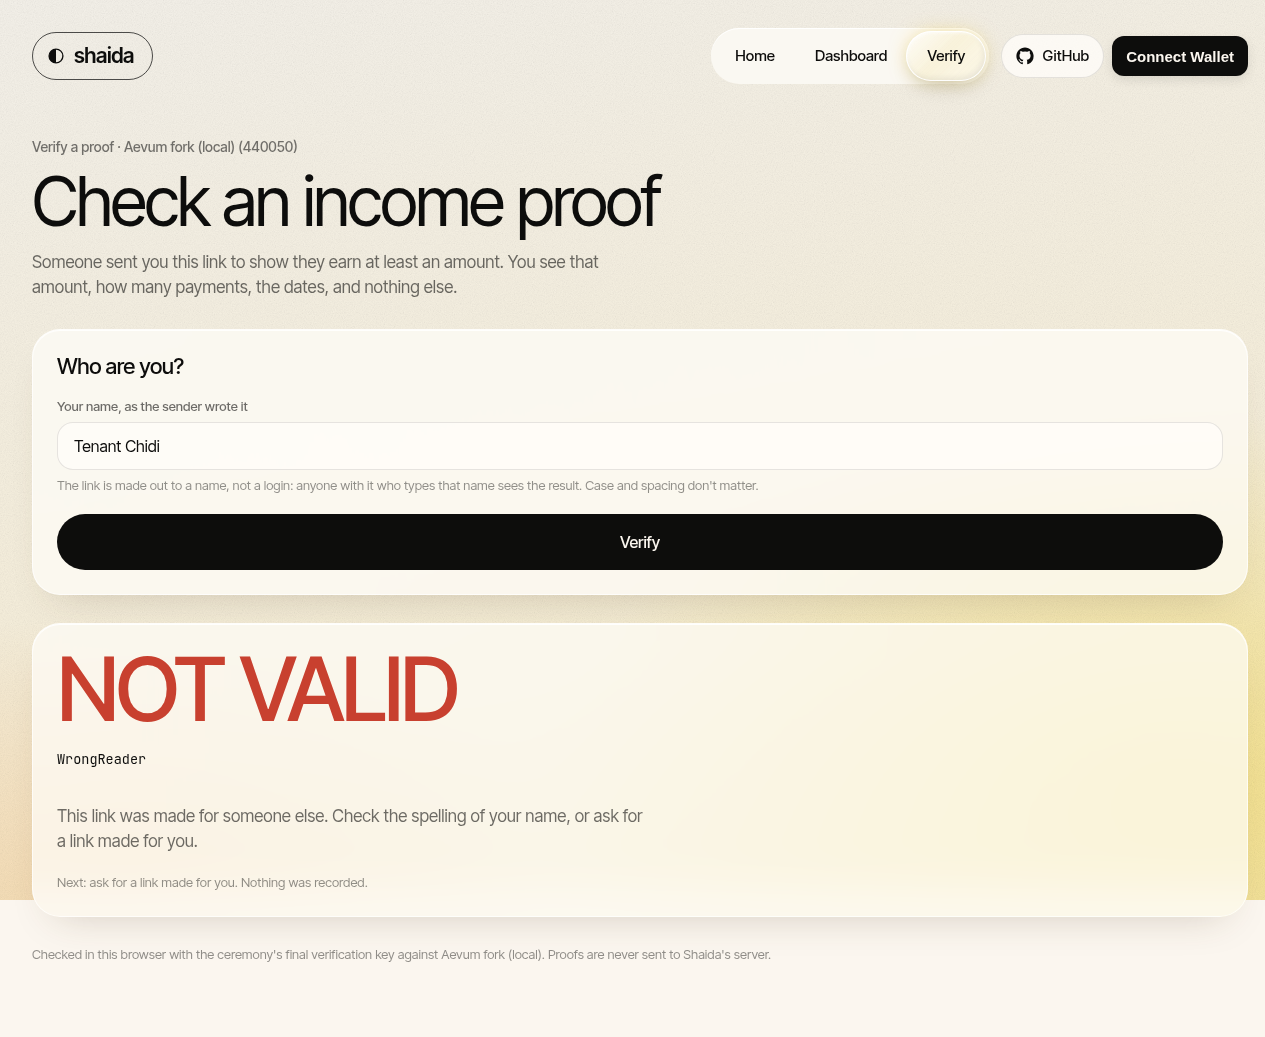 shaida
Home
Dashboard
Verify
GitHub
Connect Wallet
Verify a proof · Aevum fork (local) (440050)
Check an income proof
Someone sent you this link to show they earn at least an amount. You see that
amount, how many payments, the dates, and nothing else.
Who are you?
Your name, as the sender wrote it
Tenant Chidi
The link is made out to a name, not a login: anyone with it who types that name sees the result. Case and spacing don't matter.
Verify
NOT VALID
WrongReader
This link was made for someone else. Check the spelling of your name, or ask for
a link made for you.
Next: ask for a link made for you. Nothing was recorded.
Checked in this browser with the ceremony's final verification key against Aevum fork (local). Proofs are never sent to Shaida's server.